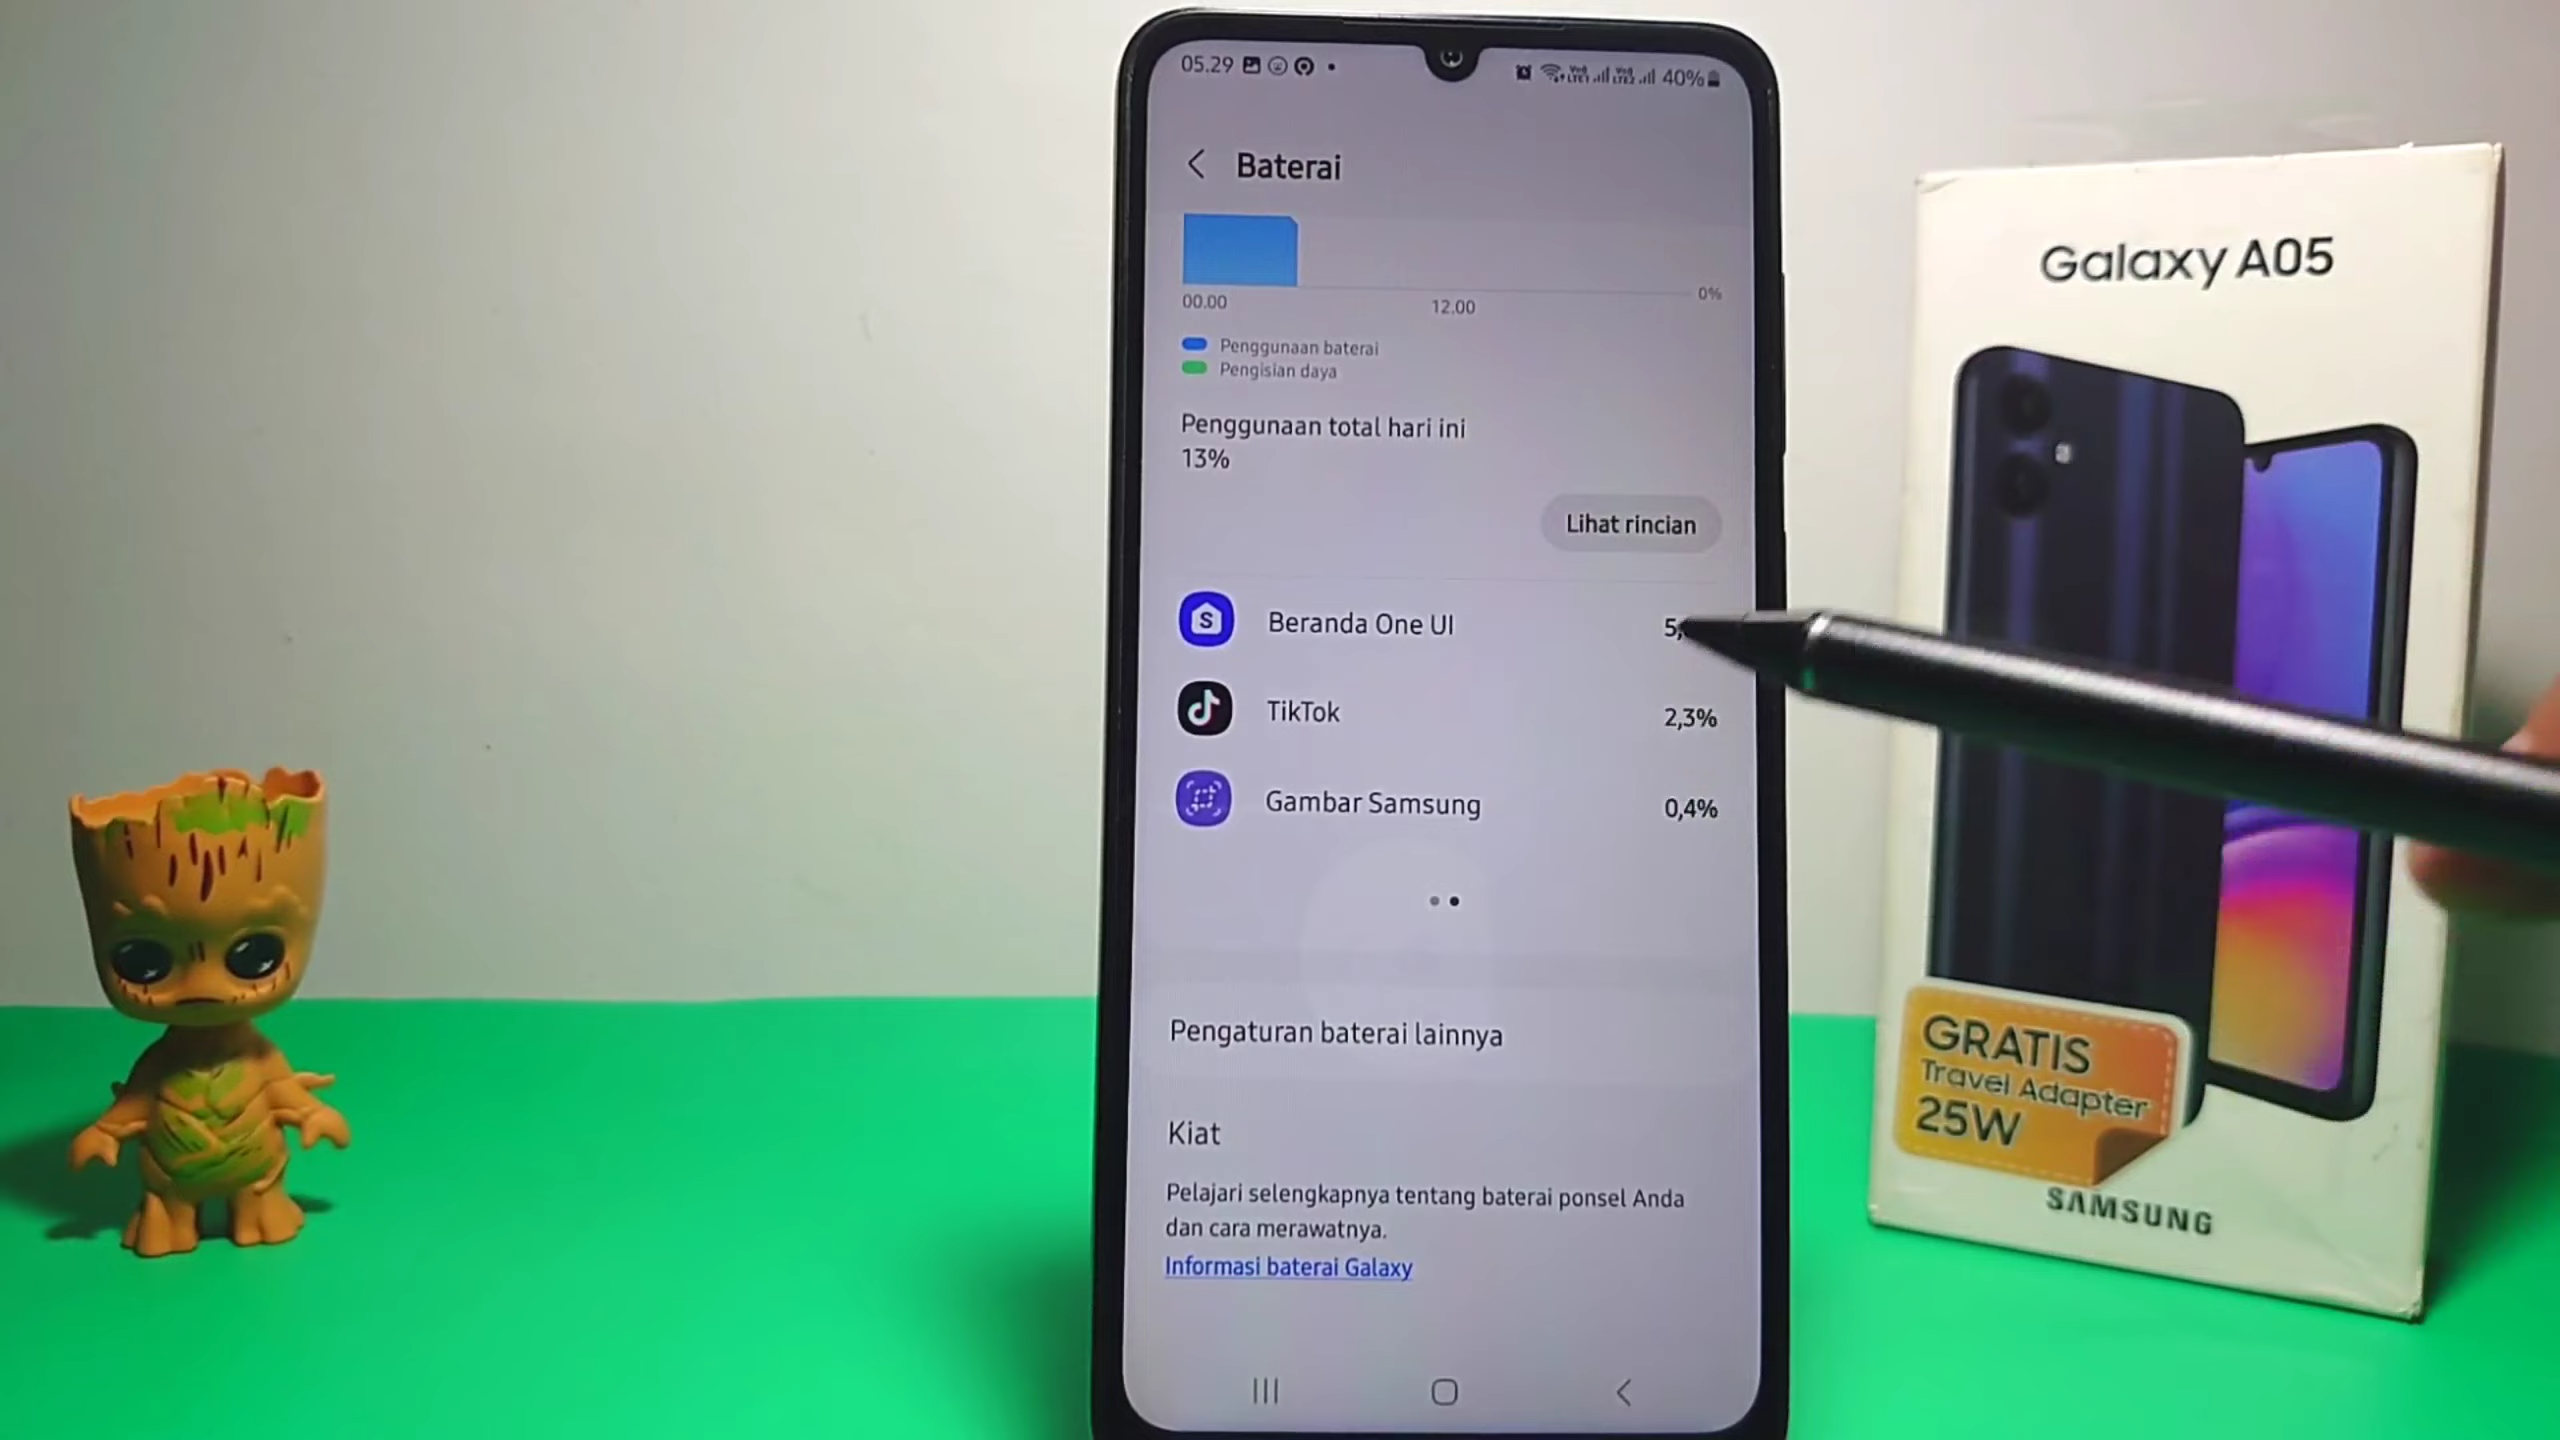 05.29
40%
Baterai
0%
00.00
12.00
Penggunaan baterai
Pengisian daya
Penggunaan total hari ini
13%
Lihat rincian
Beranda One UI
5,
TikTok
2,3%
Gambar Samsung
0,4%
Pengaturan baterai lainnya
Kiat
Pelajari selengkapnya tentang baterai ponsel Anda
dan cara merawatnya.
Informasi baterai Galaxy
Galaxy A05
GRATIS
Travel Adapter
25W
SAMSUNG